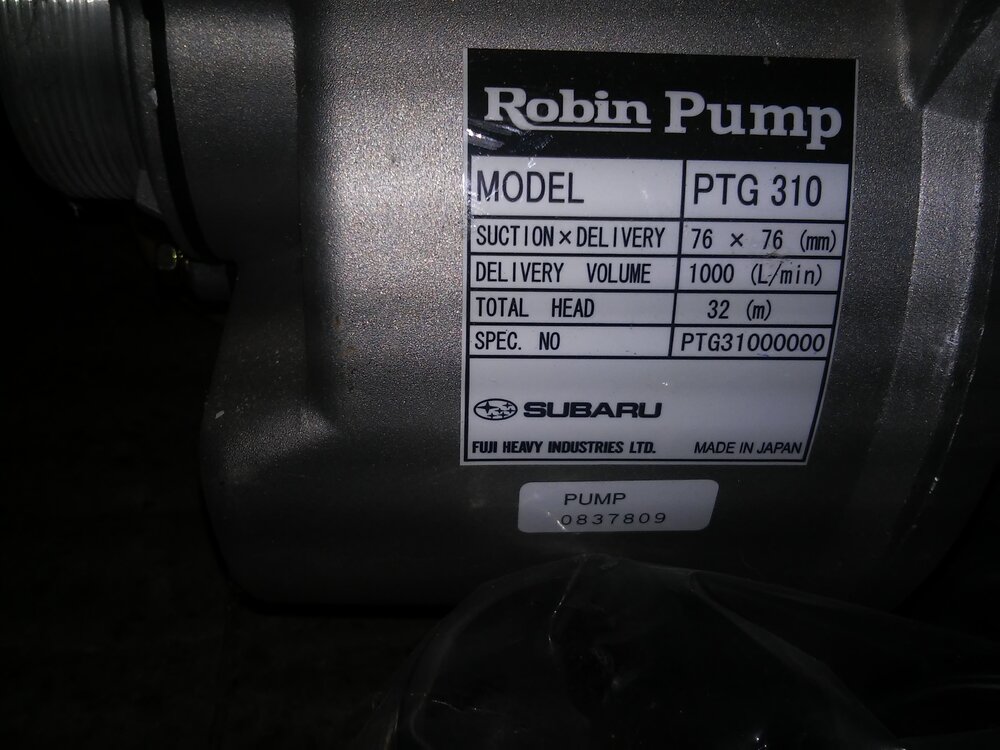 Robin Pump
MODEL PTG 310
SUCTION×DELIVERY 76 × 76 (mm)
DELIVERY VOLUME 1000 (L/min)
TOTAL HEAD 32 (m)
SPEC. NO PTG31000000
SUBARU
FUJI HEAVY INDUSTRIES LTD. MADE IN JAPAN
PUMP
0837809